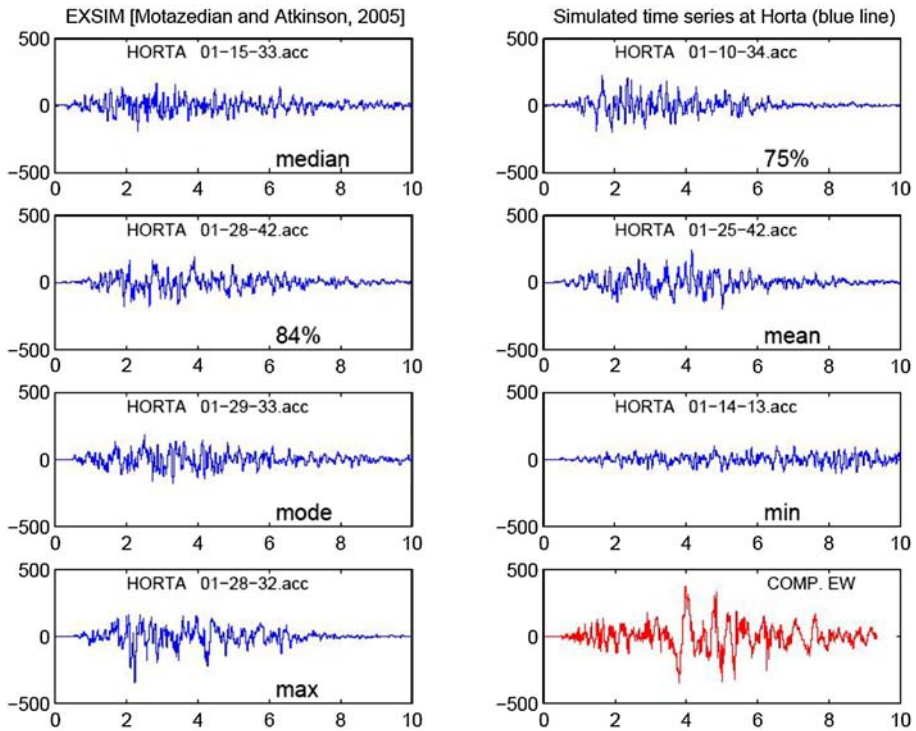 EXSIM [Motazedian and Atkinson, 2005]
Simulated time series at Horta (blue line)
500
0
−500
HORTA 01−15−33.acc
median
0 2 4 6 8 10
500
0
−500
HORTA 01−10−34.acc
75%
0 2 4 6 8 10
500
0
−500
HORTA 01−28−42.acc
84%
0 2 4 6 8 10
500
0
−500
HORTA 01−25−42.acc
mean
0 2 4 6 8 10
500
0
−500
HORTA 01−29−33.acc
mode
0 2 4 6 8 10
500
0
−500
HORTA 01−14−13.acc
min
0 2 4 6 8 10
500
0
−500
HORTA 01−28−32.acc
max
0 2 4 6 8 10
500
0
−500
COMP. EW
0 2 4 6 8 10